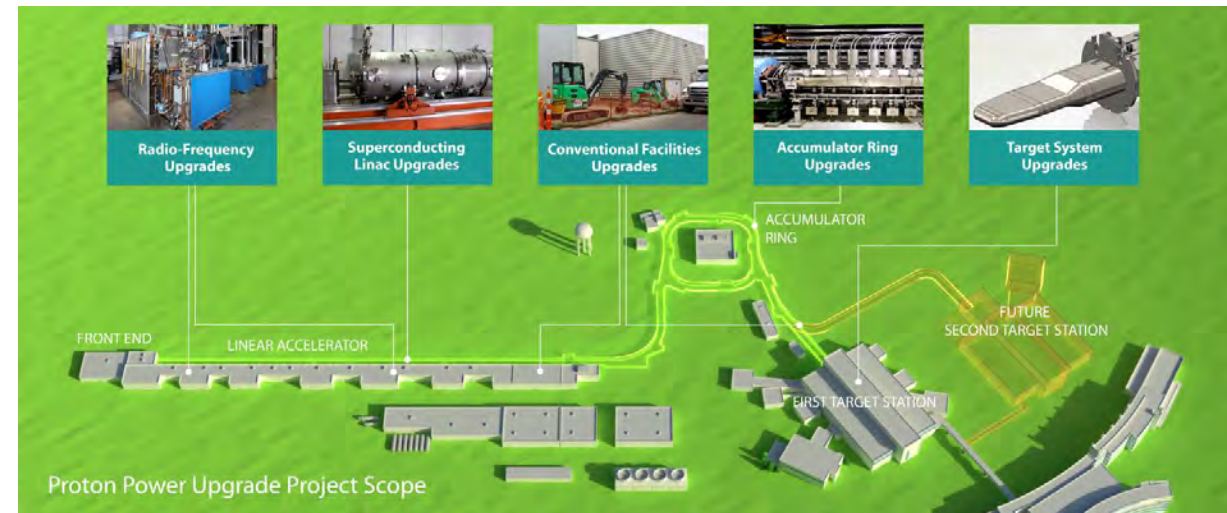 Radio-Frequency
Upgrades
Superconducting
Linac Upgrades
Conventional Facilities
Upgrades
Accumulator Ring
Upgrades
Target System
Upgrades
ACCUMULATOR
RING
FRONT END
LINEAR ACCELERATOR
FUTURE
SECOND TARGET STATION
FIRST TARGET STATION
Proton Power Upgrade Project Scope